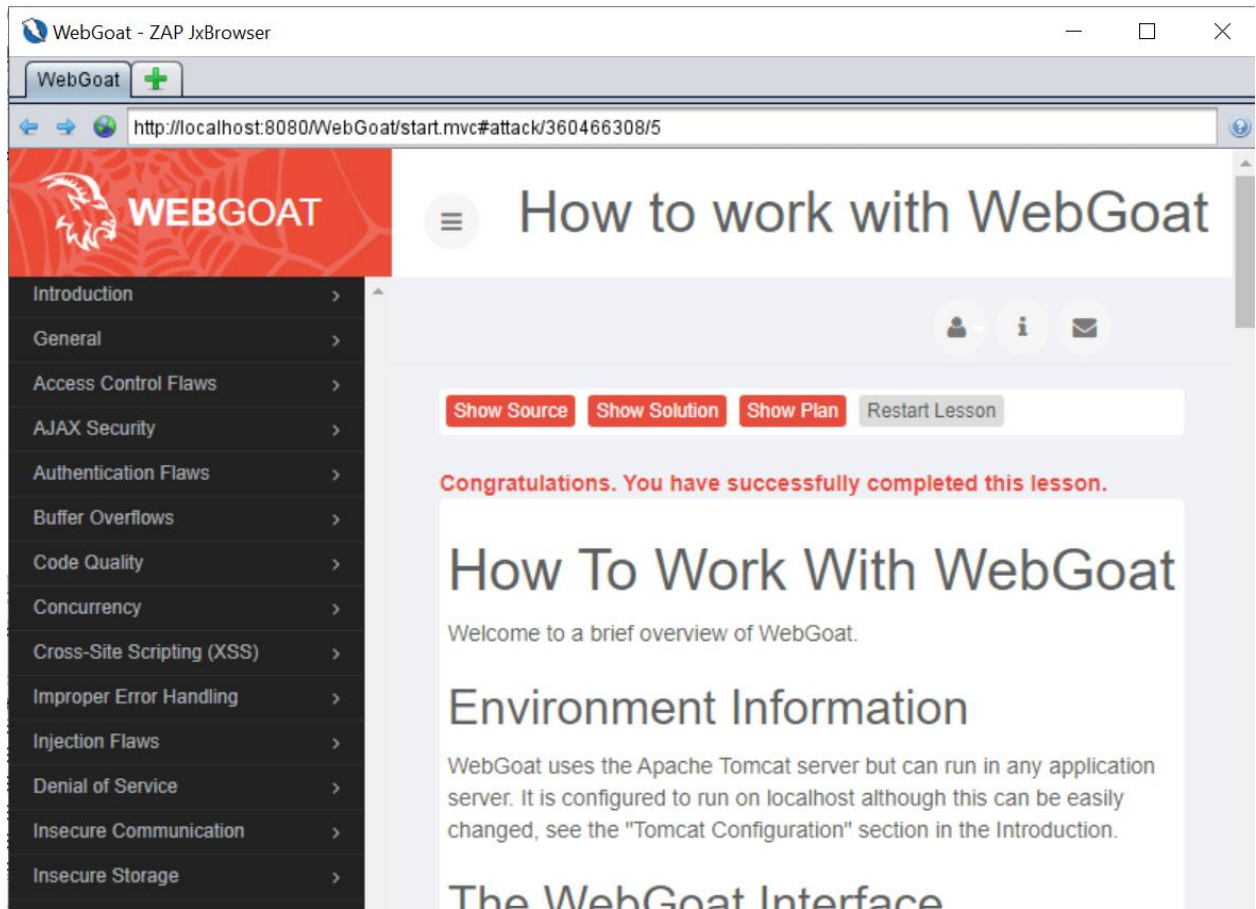 WebGoat - ZAP JxBrowser
WebGoat
http://localhost:8080/WebGoat/start.mvc#attack/360466308/5
WEBGOAT
How to work with WebGoat
Introduction
General
Access Control Flaws
AJAX Security
Authentication Flaws
Buffer Overflows
Code Quality
Concurrency
Cross-Site Scripting (XSS)
Improper Error Handling
Injection Flaws
Denial of Service
Insecure Communication
Insecure Storage
Show Source Show Solution Show Plan Restart Lesson
Congratulations. You have successfully completed this lesson.
How To Work With WebGoat
Welcome to a brief overview of WebGoat.
Environment Information
WebGoat uses the Apache Tomcat server but can run in any application
server. It is configured to run on localhost although this can be easily
changed, see the "Tomcat Configuration" section in the Introduction.
The WebGoat Interface